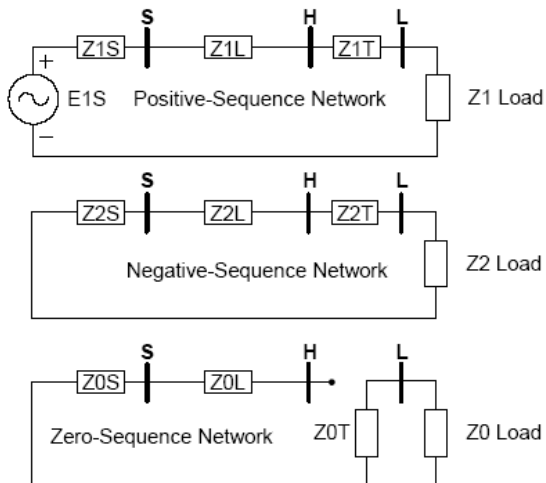 S H L
Z1S Z1L Z1T
+
E1S Positive-Sequence Network Z1 Load
−
S H L
Z2S Z2L Z2T
Negative-Sequence Network Z2 Load
S H L
Z0S Z0L
Zero-Sequence Network Z0T Z0 Load